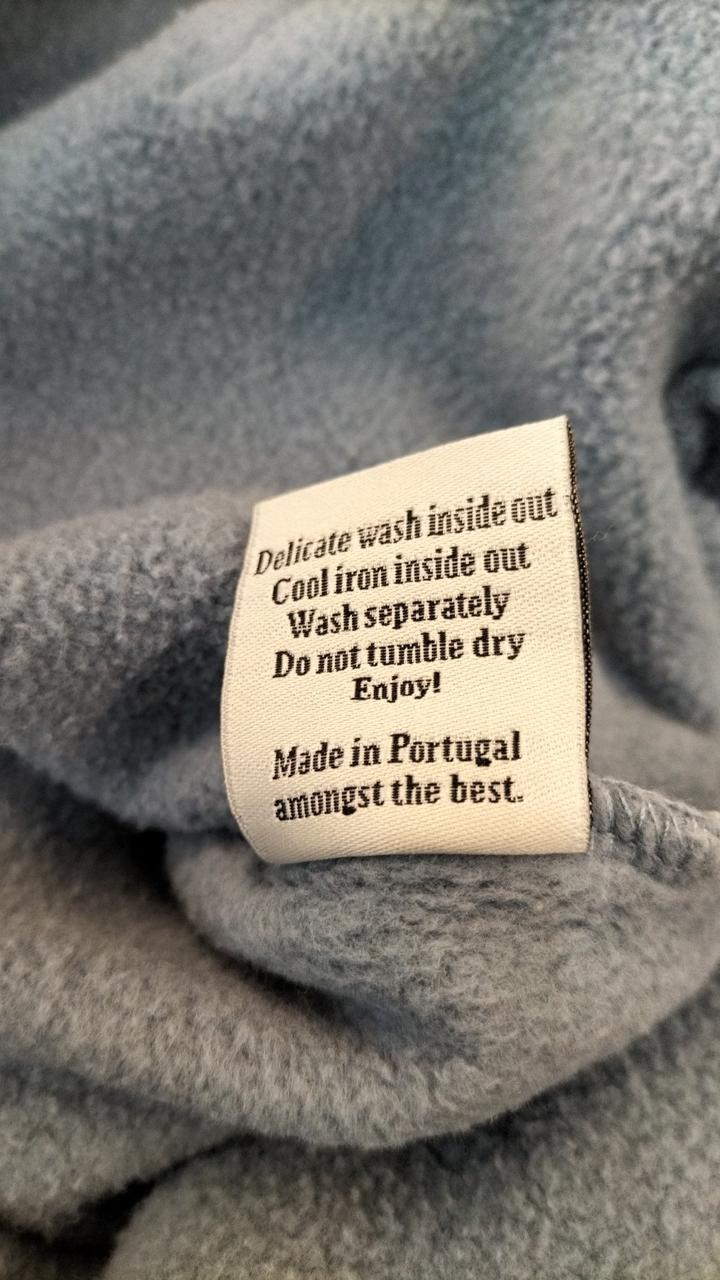 Delicate wash inside out
Cool iron inside out
Wash separately
Do not tumble dry
Enjoy!
Made in Portugal
amongst the best.